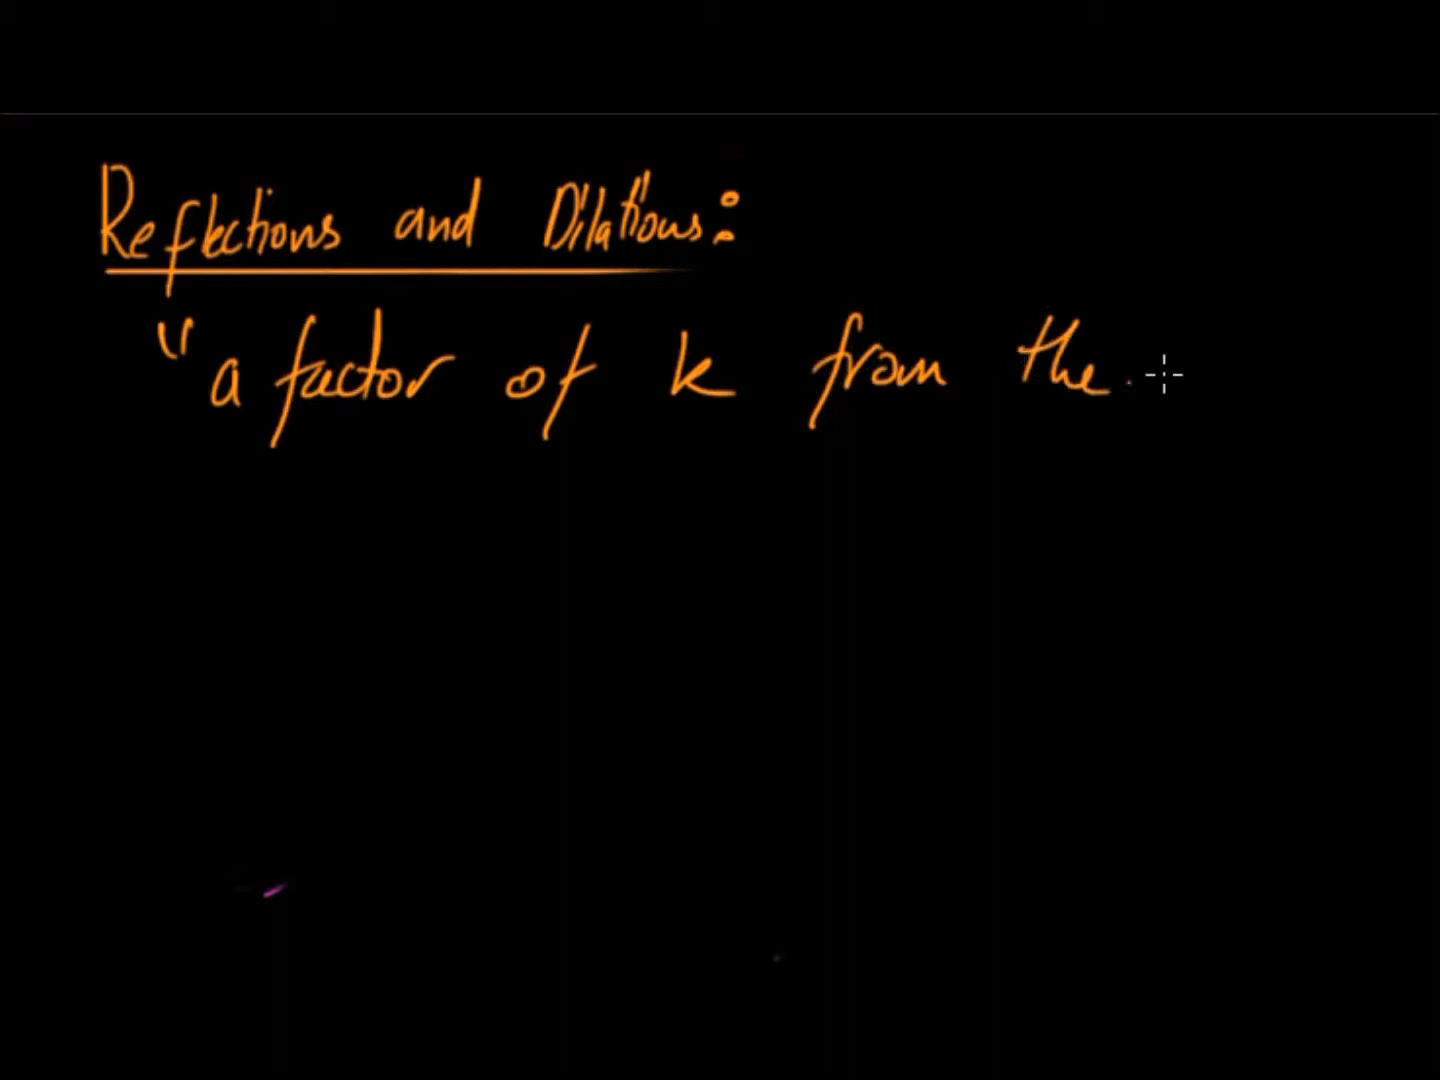 Reflections and Dilations:
"a factor of k from the